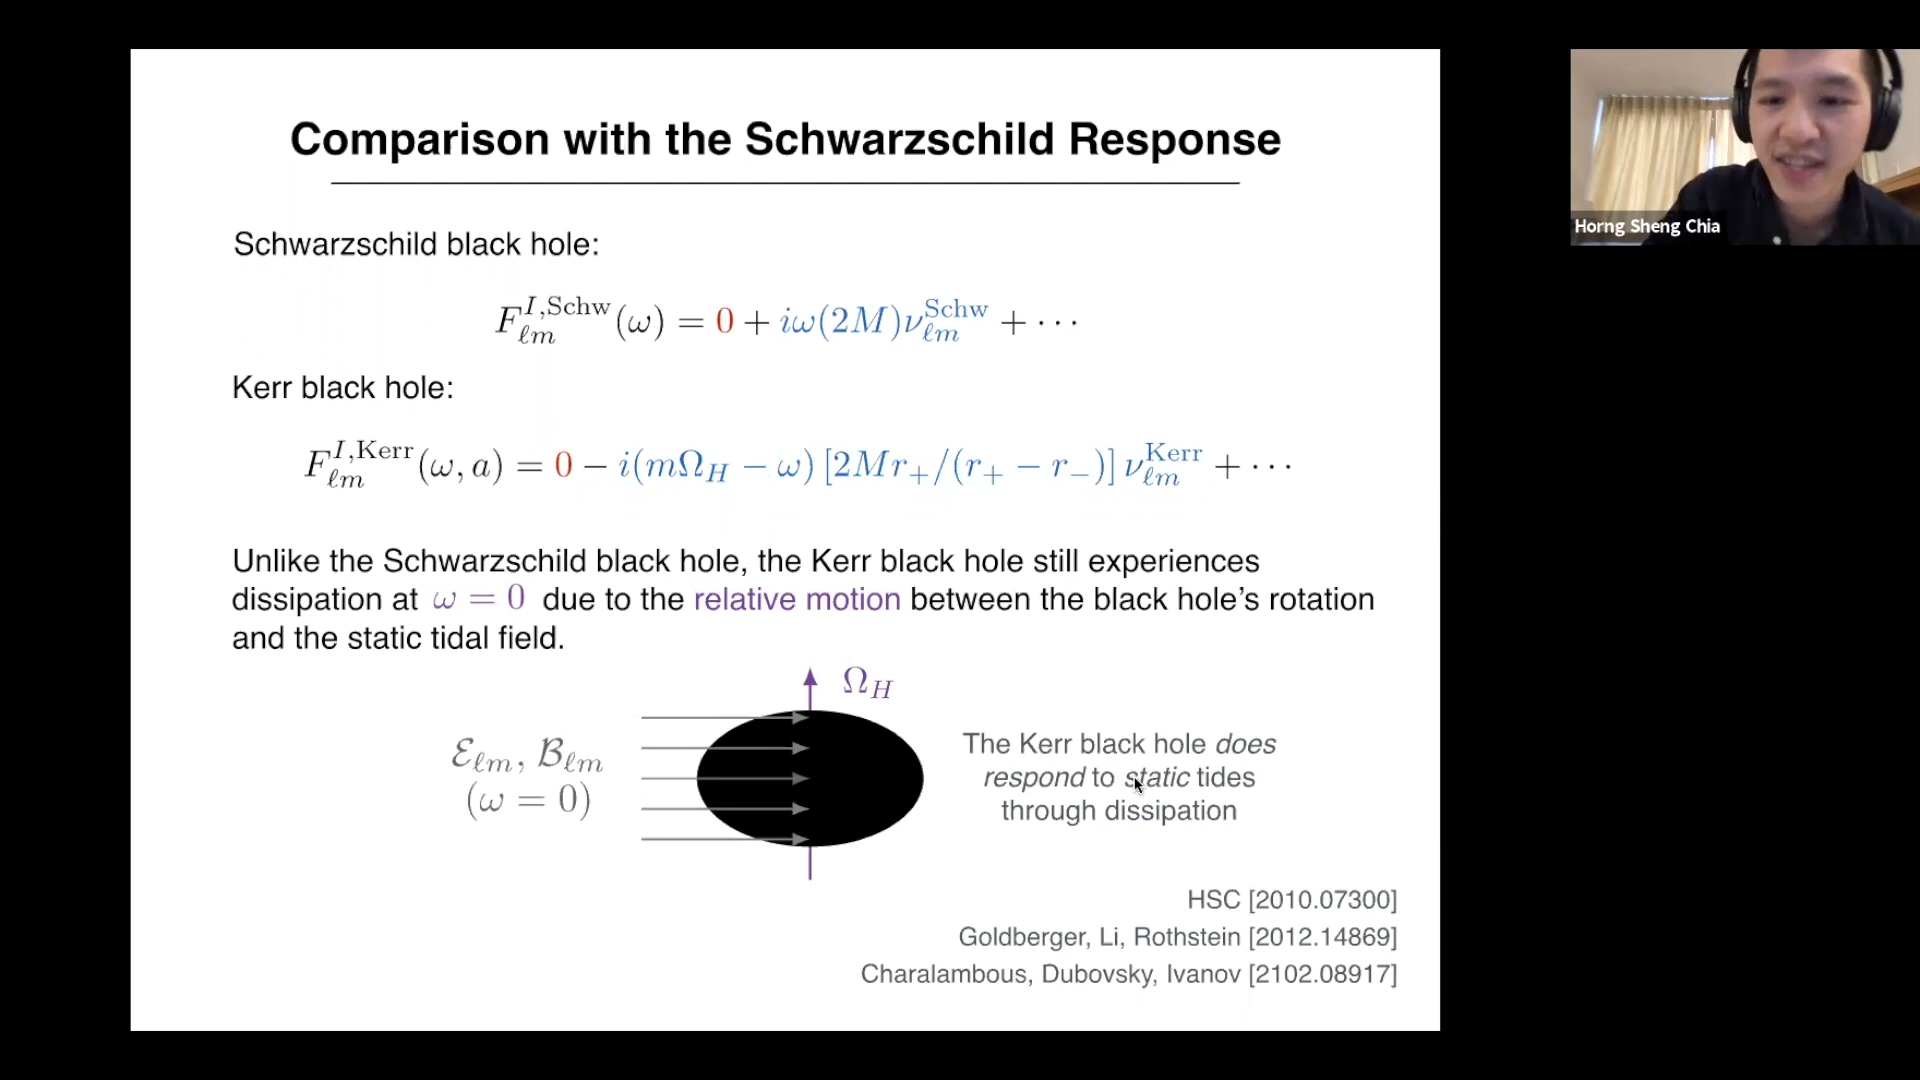 Comparison with the Schwarzschild Response
Schwarzschild black hole:
F_{ℓm}^{I,Schw}(ω) = 0 + iω(2M)ν_{ℓm}^{Schw} + ⋯
Kerr black hole:
F_{ℓm}^{I,Kerr}(ω, a) = 0 − i(mΩ_H − ω) [2Mr_+/(r_+ − r_−)] ν_{ℓm}^{Kerr} + ⋯
Unlike the Schwarzschild black hole, the Kerr black hole still experiences
dissipation at ω = 0 due to the relative motion between the black hole's rotation
and the static tidal field.
Ω_H
ℰ_{ℓm}, ℬ_{ℓm}
(ω = 0)
The Kerr black hole does
respond to static tides
through dissipation
HSC [2010.07300]
Goldberger, Li, Rothstein [2012.14869]
Charalambous, Dubovsky, Ivanov [2102.08917]
Horng Sheng Chia